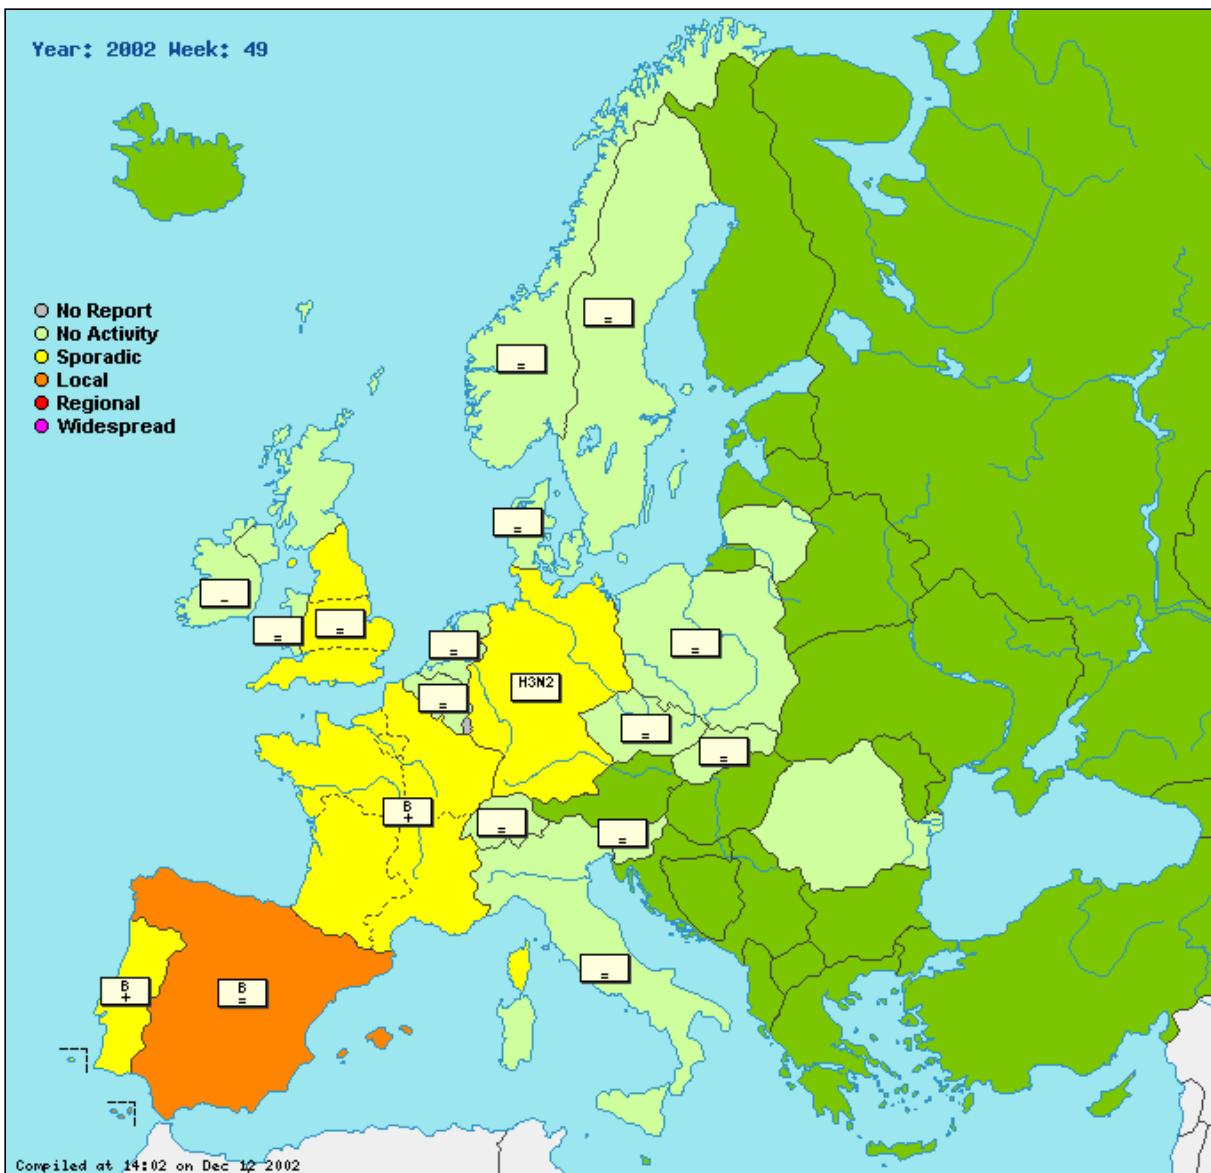 Year: 2002 Week: 49
No Report
No Activity
Sporadic
Local
Regional
Widespread
=
=
=
-
=
=
=
=
=
H3N2
=
=
B
+
=
=
=
B
+
B
=
Compiled at 14:02 on Dec 12 2002